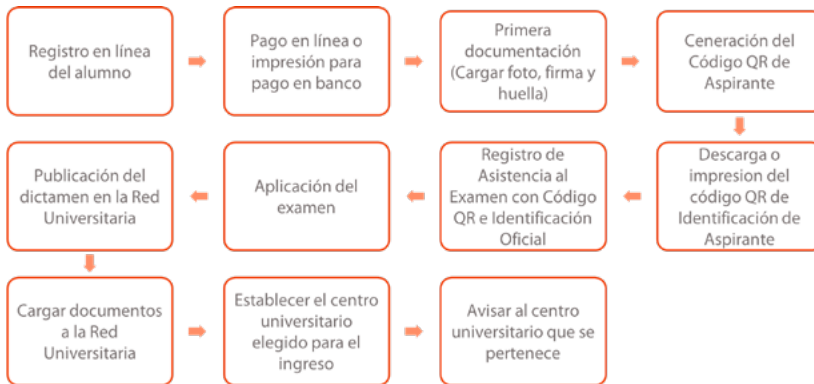 Registro en línea
del alumno
Pago en línea o
impresión para
pago en banco
Primera
documentación
(Cargar foto, firma y
huella)
Ceneración del
Código QR de
Aspirante
Descarga o
impresion del
código QR de
Identificación de
Aspirante
Registro de
Asistencia al
Examen con Código
QR e Identificación
Oficial
Aplicación del
examen
Publicación del
dictamen en la Red
Universitaria
Cargar documentos
a la Red
Universitaria
Establecer el centro
universitario
elegido para el
ingreso
Avisar al centro
universitario que se
pertenece